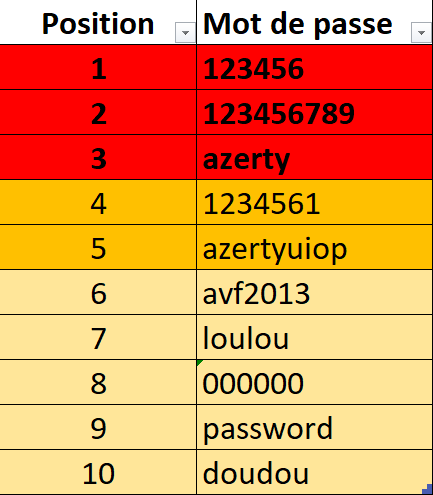 Position Mot de passe
1 123456
2 123456789
3 azerty
4 1234561
5 azertyuiop
6 avf2013
7 loulou
8 000000
9 password
10 doudou